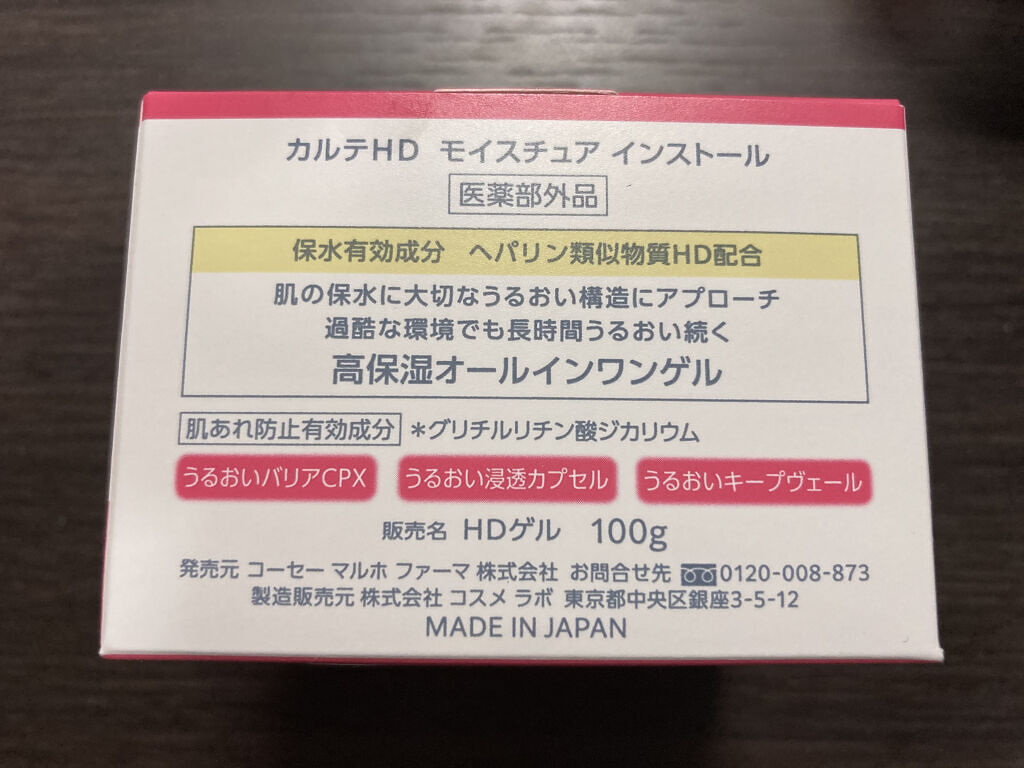 カルテHD モイスチュア インストール
医薬部外品
保水有効成分 ヘパリン類似物質HD配合
肌の保水に大切なうるおい構造にアプローチ
過酷な環境でも長時間うるおい続く
高保湿オールインワンゲル
肌あれ防止有効成分 *グリチルリチン酸ジカリウム
うるおいバリアCPX うるおい浸透カプセル うるおいキープヴェール
販売名 HDゲル 100g
発売元 コーセー マルホ ファーマ 株式会社 お問合せ先 0120-008-873
製造販売元 株式会社 コスメ ラボ 東京都中央区銀座3-5-12
MADE IN JAPAN